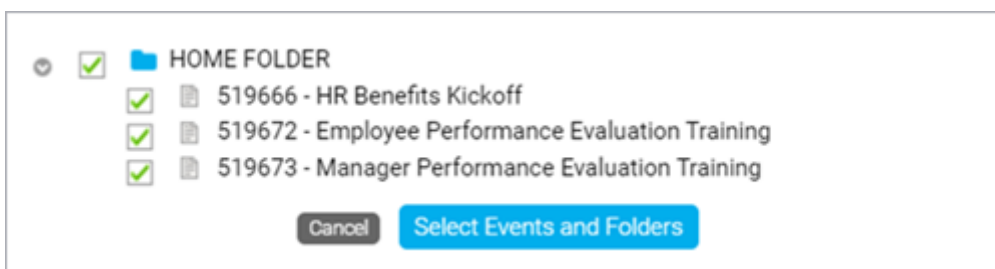 HOME FOLDER
519666 - HR Benefits Kickoff
519672 - Employee Performance Evaluation Training
519673 - Manager Performance Evaluation Training
Cancel Select Events and Folders